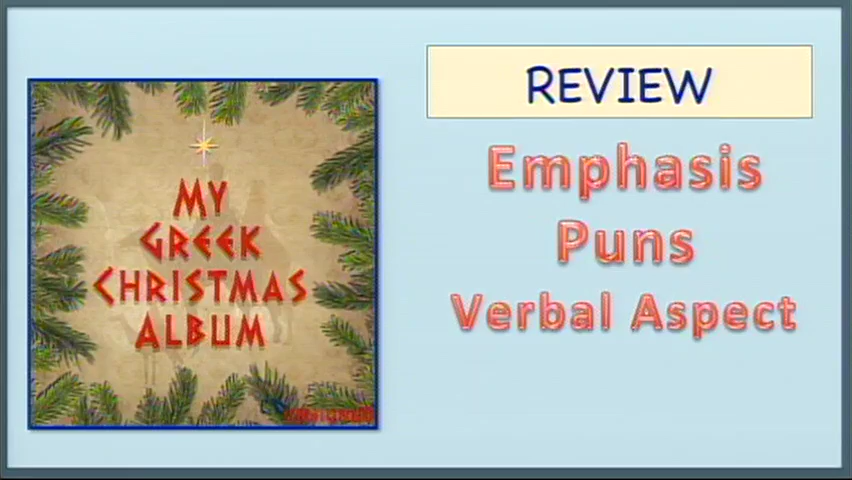 MY
GREEK
CHRISTMAS
ALBUM
REVIEW
Emphasis
Puns
Verbal Aspect